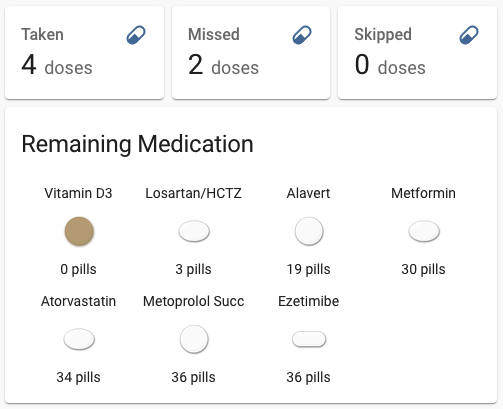 Taken
4 doses
Missed
2 doses
Skipped
0 doses
Remaining Medication
Vitamin D3
0 pills
Losartan/HCTZ
3 pills
Alavert
19 pills
Metformin
30 pills
Atorvastatin
34 pills
Metoprolol Succ
36 pills
Ezetimibe
36 pills